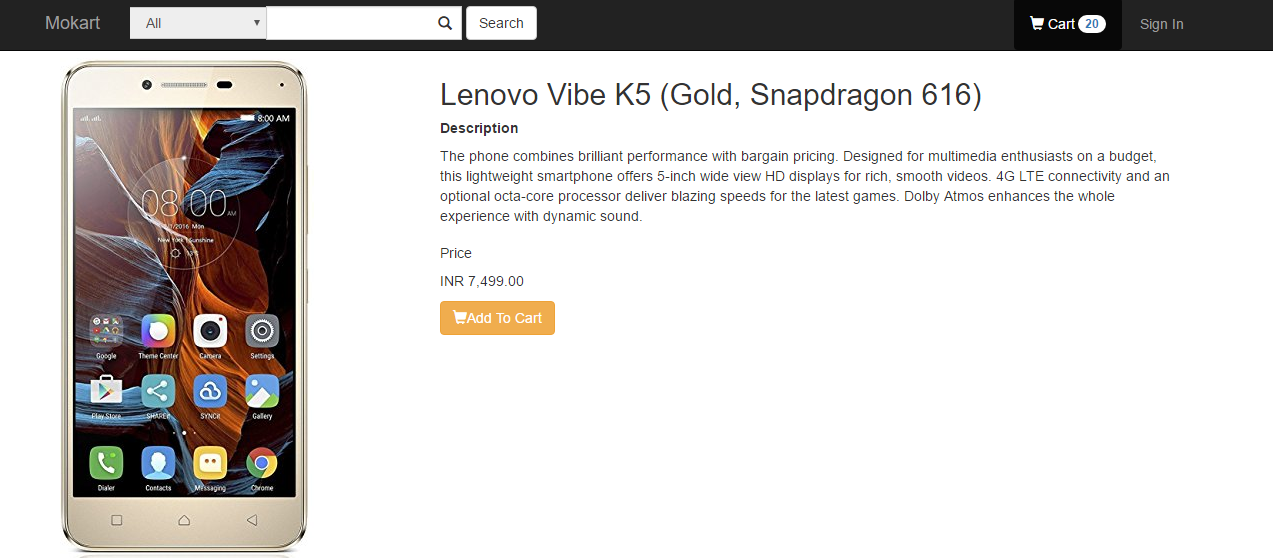 Mokart All Search Cart 20 Sign In
Lenovo Vibe K5 (Gold, Snapdragon 616)
Description
The phone combines brilliant performance with bargain pricing. Designed for multimedia enthusiasts on a budget,
this lightweight smartphone offers 5-inch wide view HD displays for rich, smooth videos. 4G LTE connectivity and an
optional octa-core processor deliver blazing speeds for the latest games. Dolby Atmos enhances the whole
experience with dynamic sound.
Price
INR 7,499.00
Add To Cart
8:00 AM
08:00 AM
/1/2016 Mon
New York | Sunshine
Google Theme Center Camera Settings
Play Store SHAREit SYNCit Gallery
Dialer Contacts Messaging Chrome